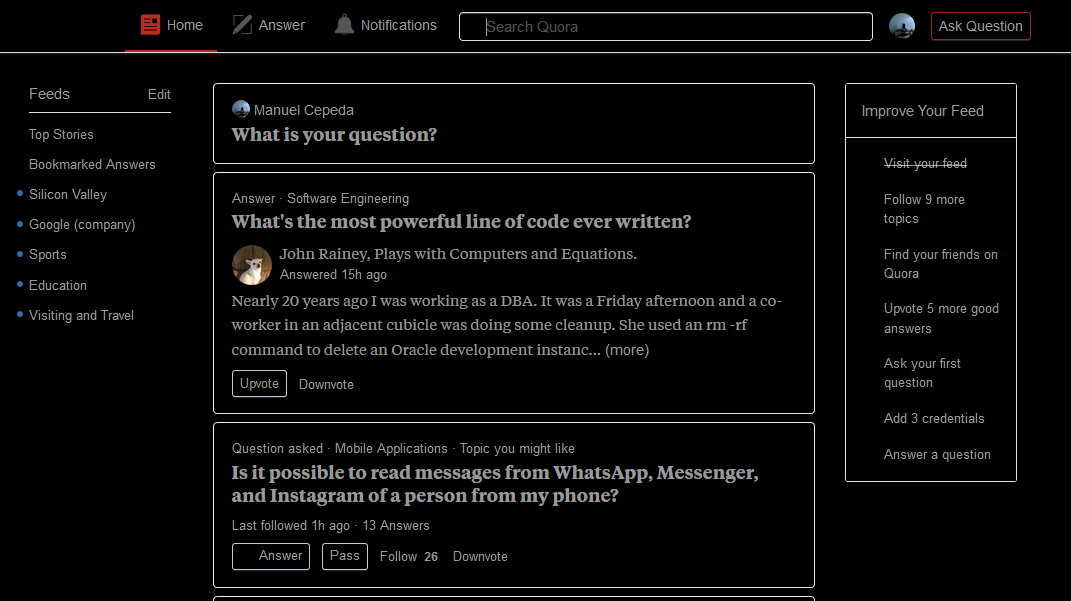 Home
Answer
Notifications
Search Quora
Ask Question
Feeds
Edit
Top Stories
Bookmarked Answers
Silicon Valley
Google (company)
Sports
Education
Visiting and Travel
Manuel Cepeda
What is your question?
Answer · Software Engineering
What's the most powerful line of code ever written?
John Rainey, Plays with Computers and Equations.
Answered 15h ago
Nearly 20 years ago I was working as a DBA. It was a Friday afternoon and a co-
worker in an adjacent cubicle was doing some cleanup. She used an rm -rf
command to delete an Oracle development instanc... (more)
Upvote
Downvote
Question asked · Mobile Applications · Topic you might like
Is it possible to read messages from WhatsApp, Messenger,
and Instagram of a person from my phone?
Last followed 1h ago · 13 Answers
Answer
Pass
Follow 26
Downvote
Improve Your Feed
Visit your feed
Follow 9 more
topics
Find your friends on
Quora
Upvote 5 more good
answers
Ask your first
question
Add 3 credentials
Answer a question